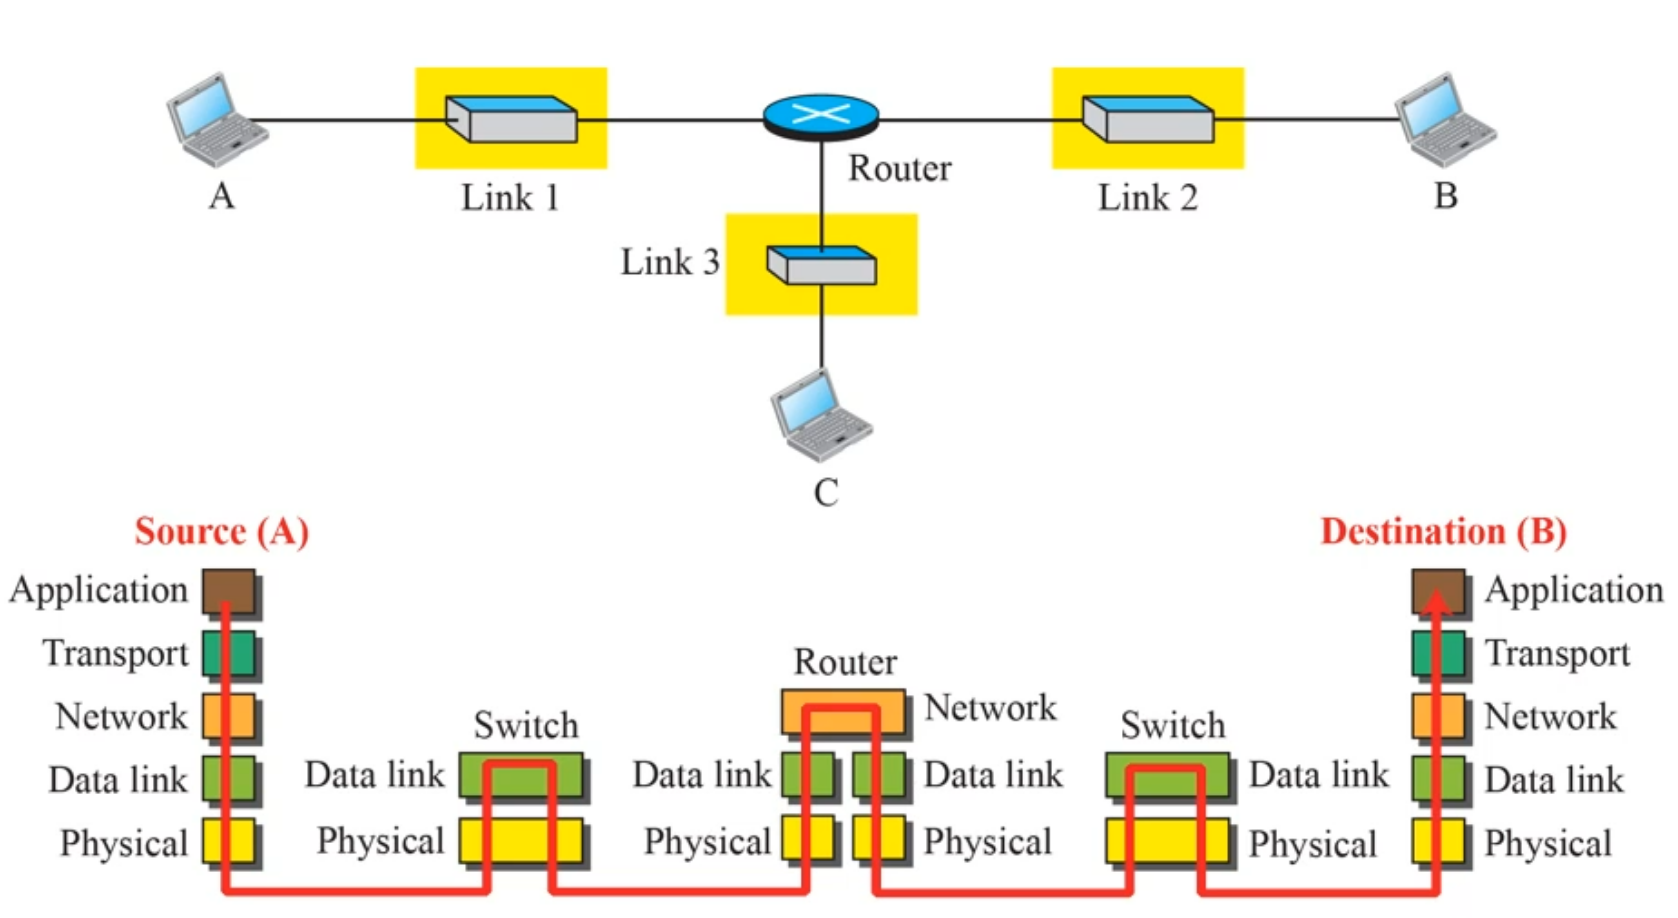 Router
A
Link 1
Link 2
B
Link 3
C
Source (A)
Destination (B)
Application
Application
Transport
Transport
Router
Network
Network
Network
Switch
Switch
Data link
Data link
Data link
Data link
Data link
Data link
Physical
Physical
Physical
Physical
Physical
Physical